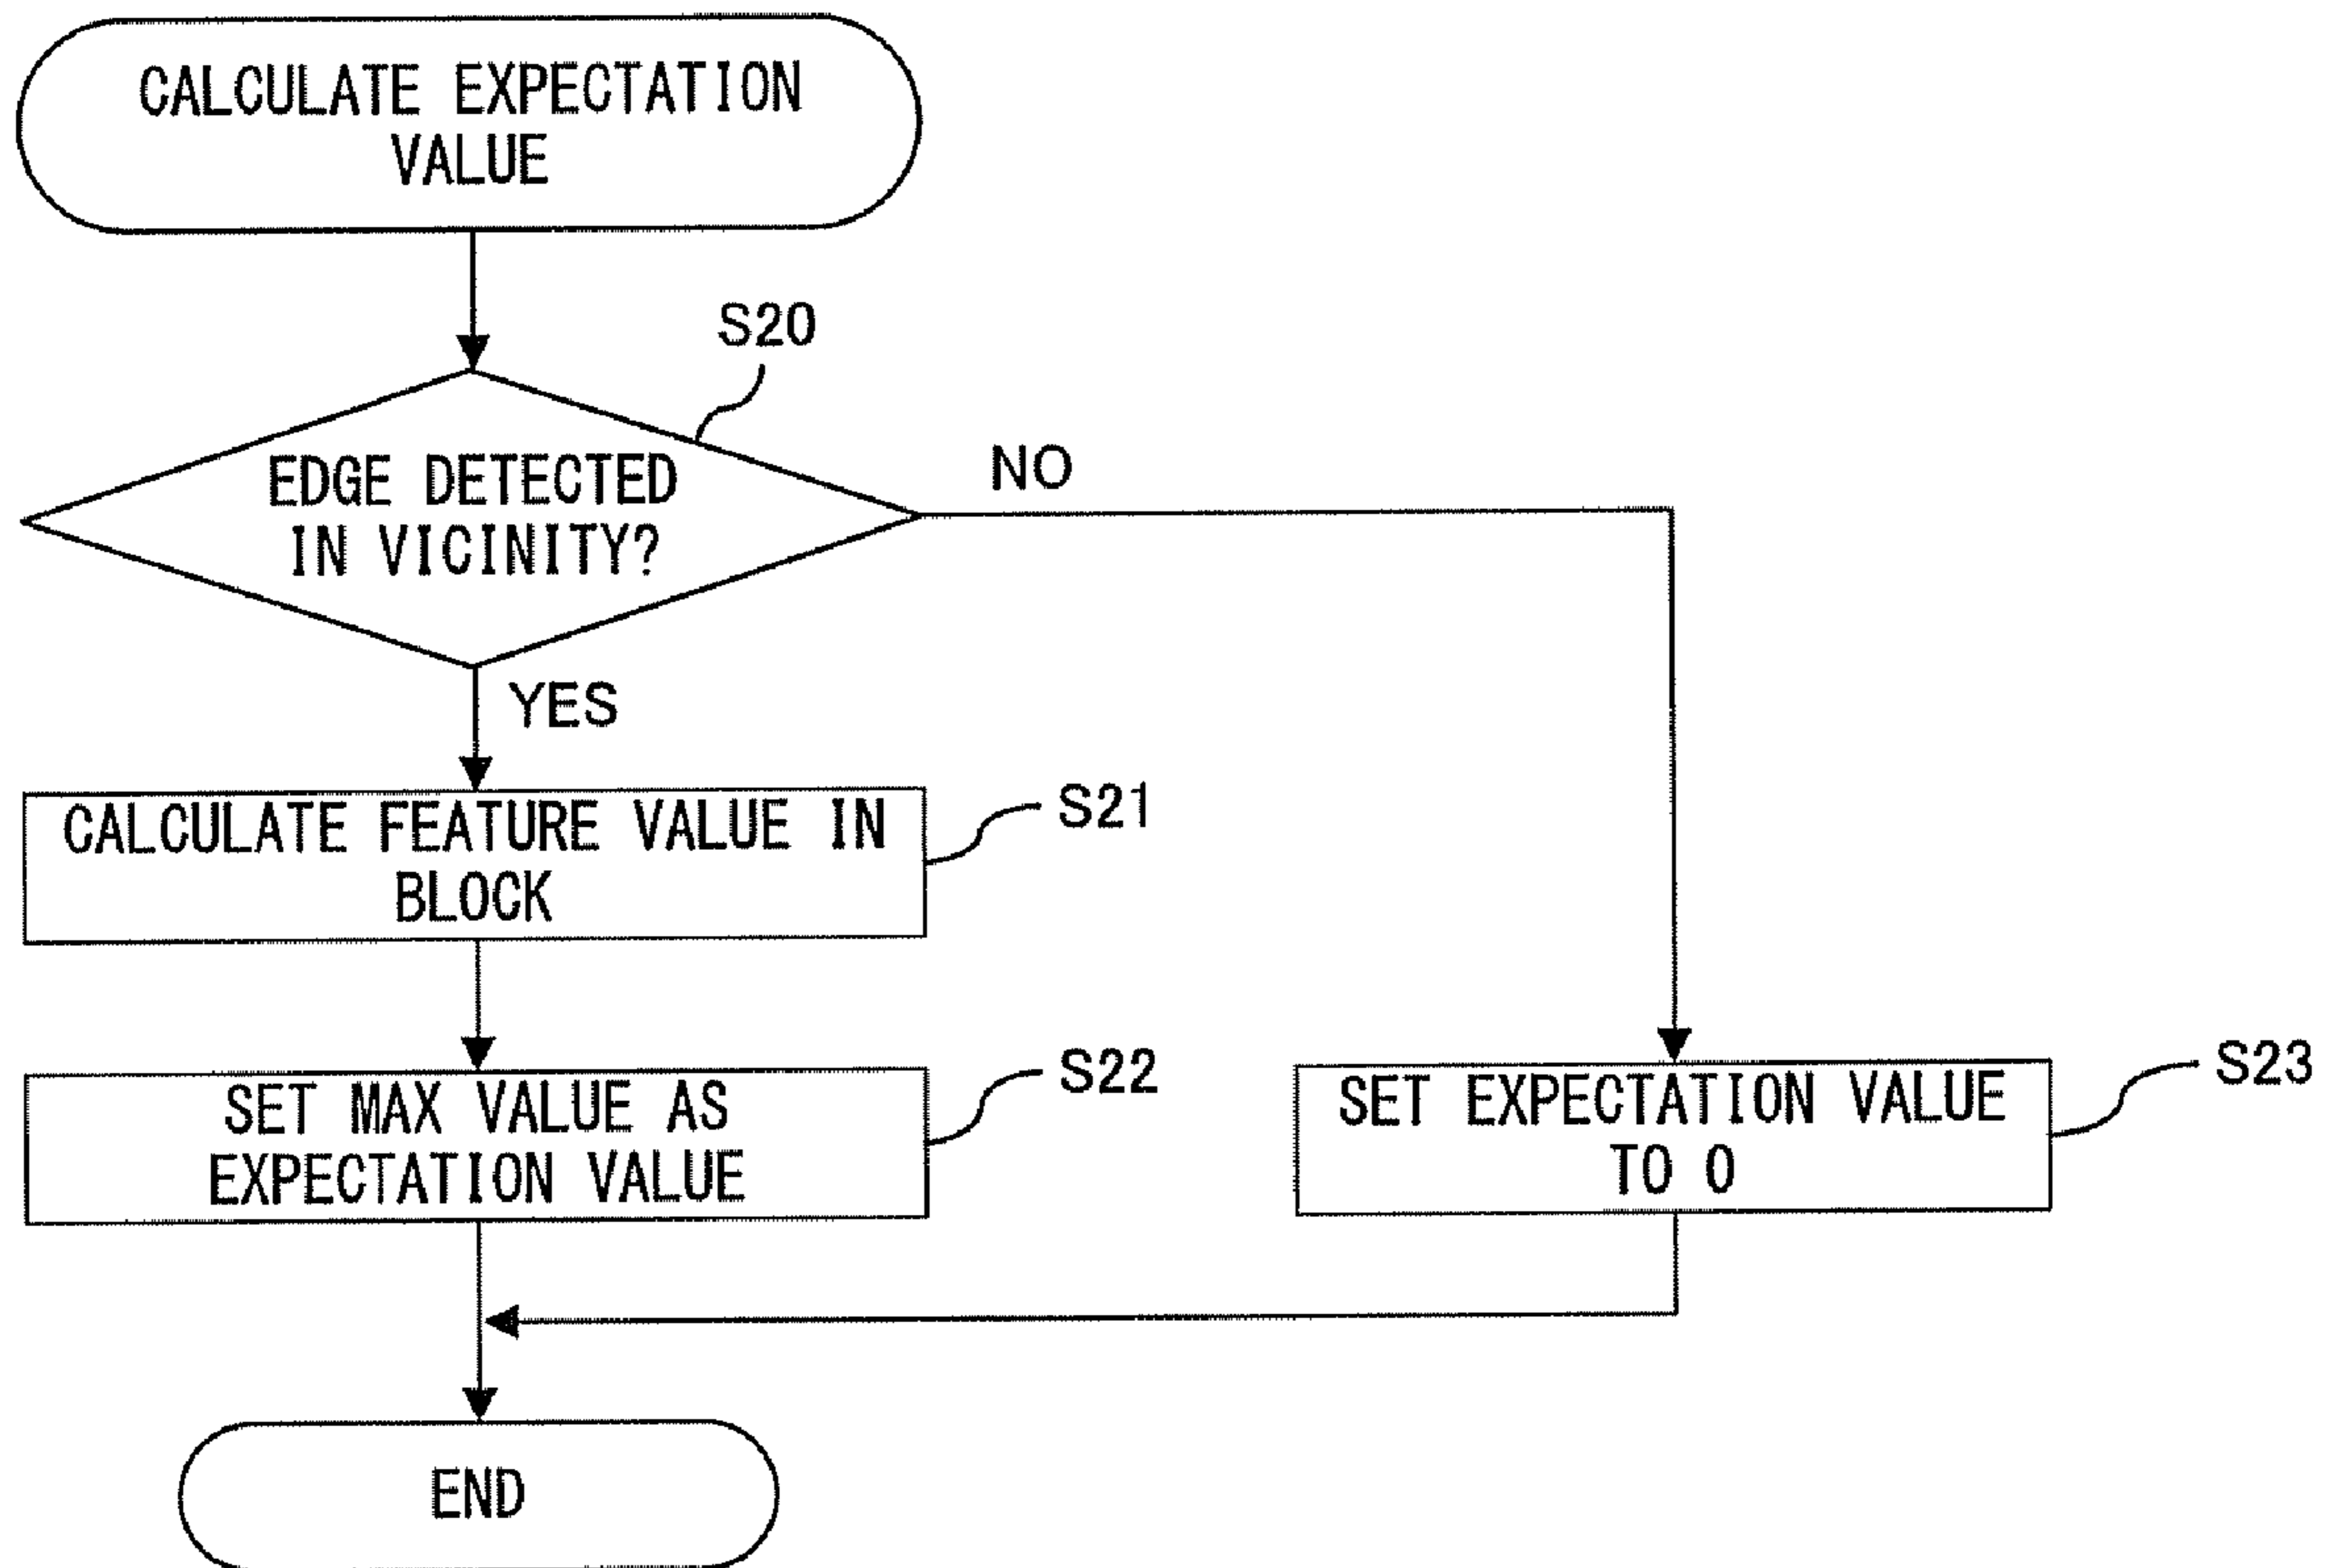 CALCULATE EXPECTATION
VALUE
S20
EDGE DETECTED
IN VICINITY?
NO
YES
CALCULATE FEATURE VALUE IN
BLOCK
S21
SET MAX VALUE AS
EXPECTATION VALUE
S22
SET EXPECTATION VALUE
TO 0
S23
END